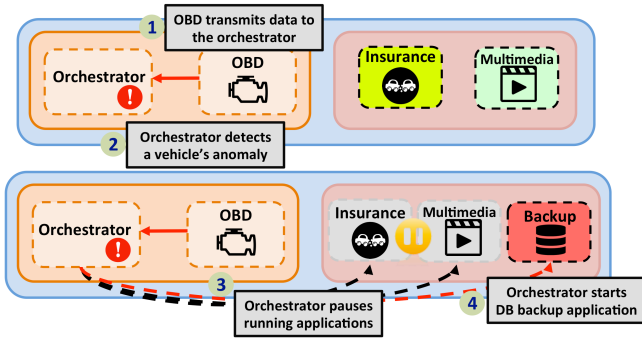 1
OBD transmits data to
the orchestrator
Orchestrator
OBD
Insurance
Multimedia
2
Orchestrator detects
a vehicle's anomaly
Orchestrator
OBD
Insurance
Multimedia
Backup
3
Orchestrator pauses
running applications
4
Orchestrator starts
DB backup application